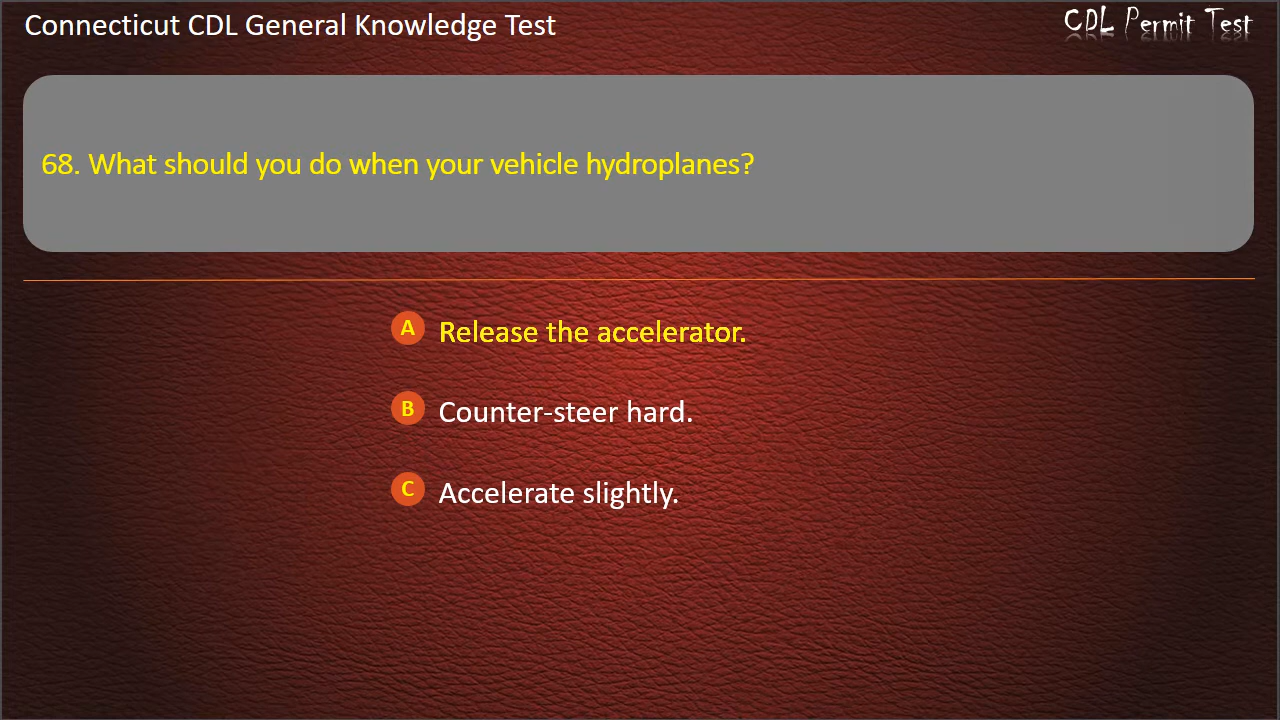 Connecticut CDL General Knowledge Test
CDL Permit Test
68. What should you do when your vehicle hydroplanes?
A Release the accelerator.
B Counter-steer hard.
C Accelerate slightly.